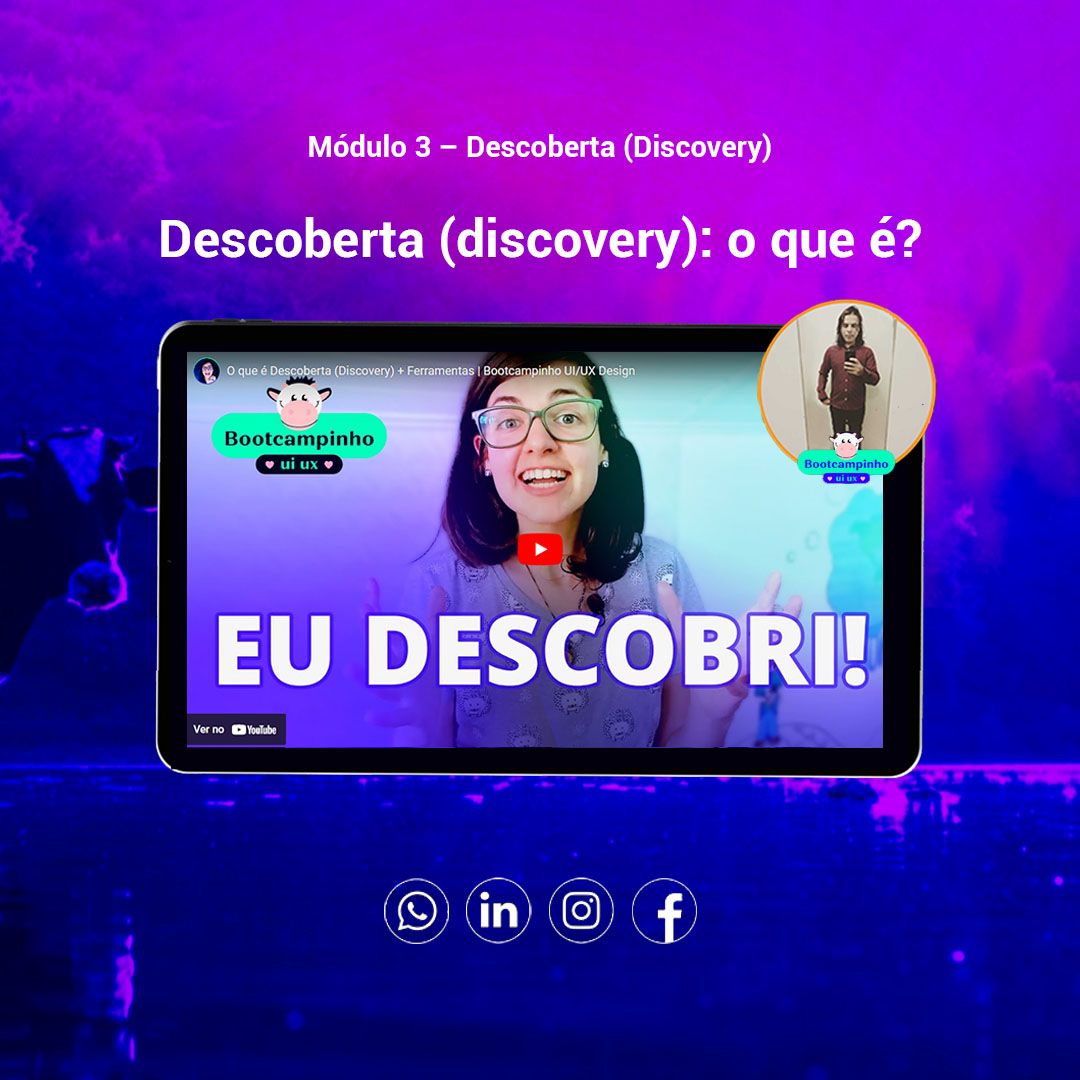 Módulo 3 – Descoberta (Discovery)
Descoberta (discovery): o que é?
O que é Descoberta (Discovery) + Ferramentas | Bootcampinho UI/UX Design
Bootcampinho
ui ux
Bootcampinho
ui ux
EU DESCOBRI!
Ver no YouTube